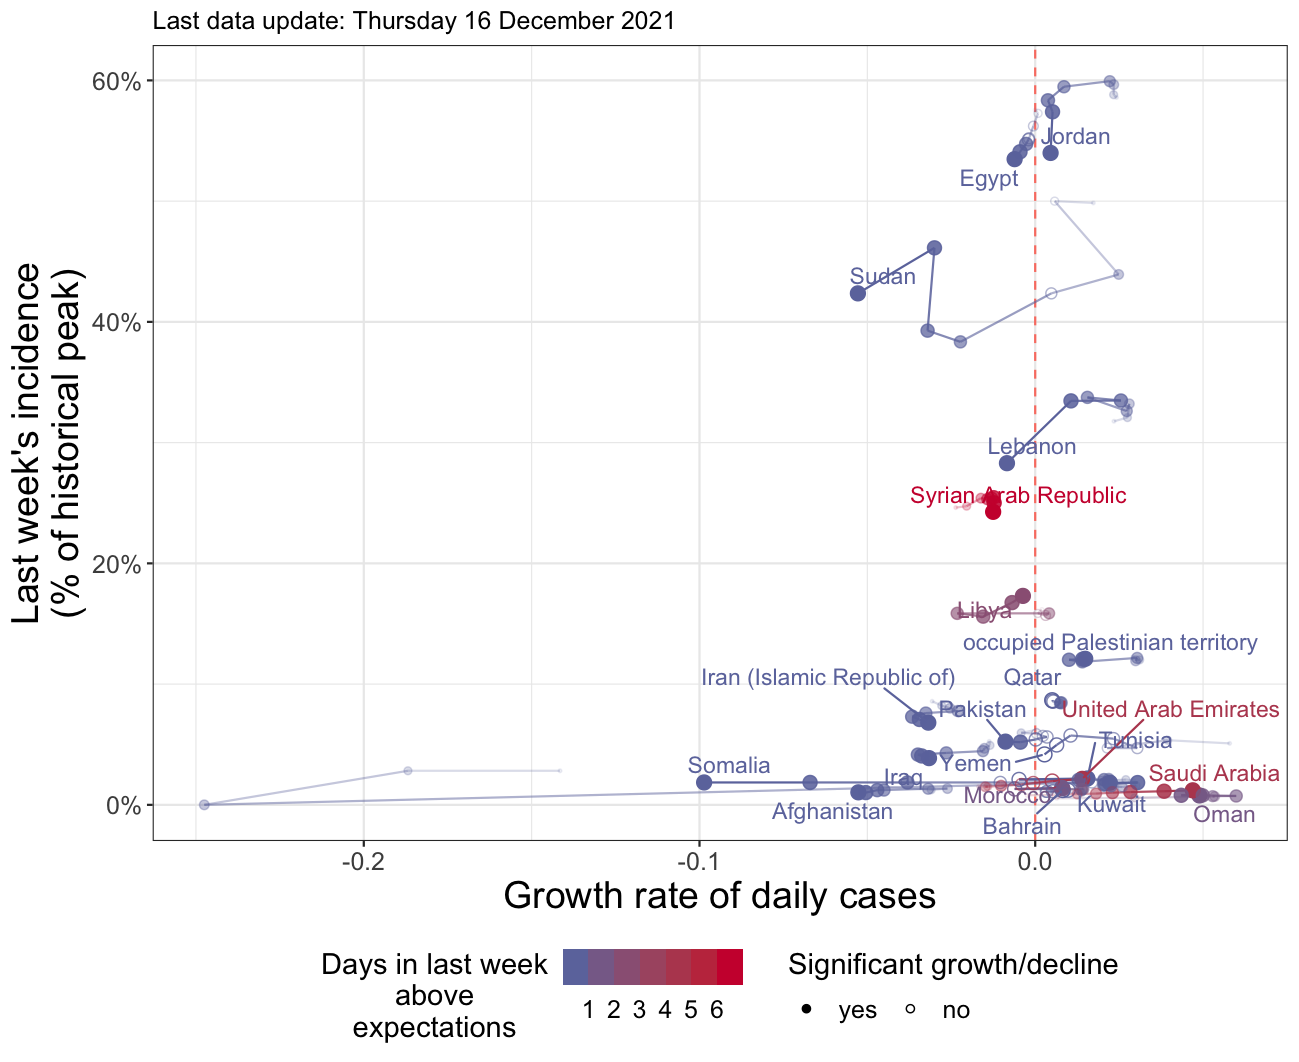 Last data update: Thursday 16 December 2021
Last week's incidence
(% of historical peak)
60%
40%
20%
0%
Jordan
Egypt
Sudan
Lebanon
Syrian Arab Republic
Libya
occupied Palestinian territory
Iran (Islamic Republic of)
Qatar
Pakistan
United Arab Emirates
Tunisia
Yemen
Somalia
Iraq
Saudi Arabia
Morocco
Kuwait
Afghanistan
Oman
Bahrain
-0.2
-0.1
0.0
Growth rate of daily cases
Days in last week
above
expectations
1 2 3 4 5 6
Significant growth/decline
yes
no